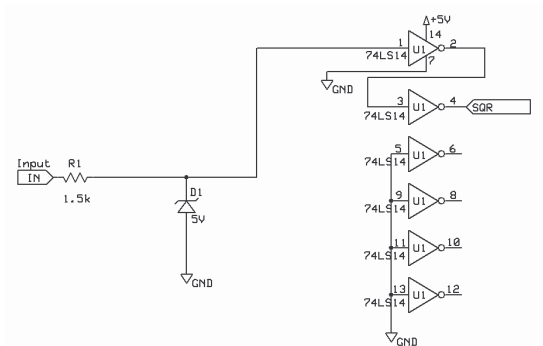 +5V
14
1
U1
2
74LS14
7
GND
3
U1
4
SQR
74LS14
5
U1
6
74LS14
Input
R1
IN
1.5k
D1
5V
GND
9
U1
8
74LS14
11
U1
10
74LS14
13
U1
12
74LS14
GND